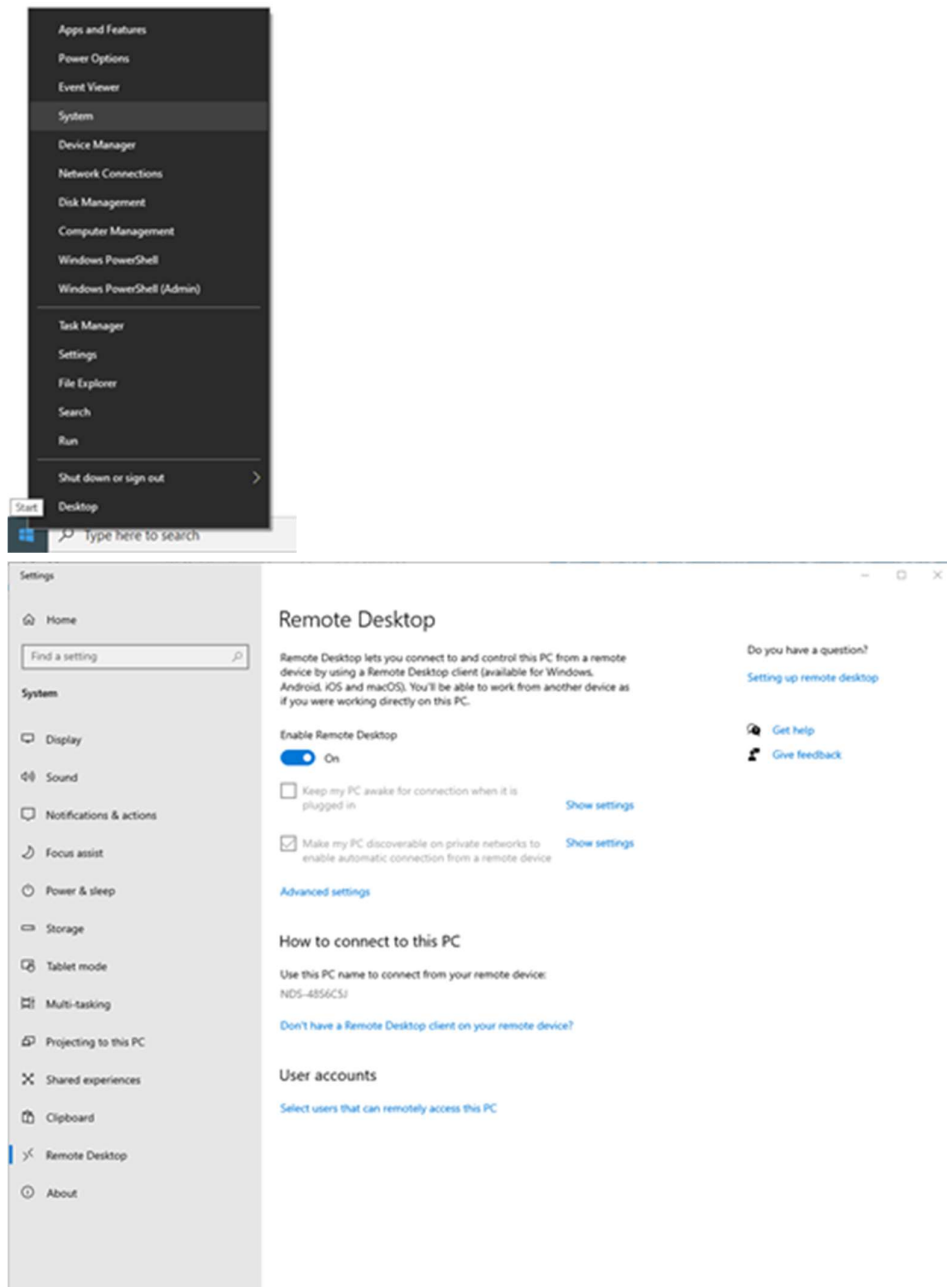 Apps and Features
Power Options
Event Viewer
System
Device Manager
Network Connections
Disk Management
Computer Management
Windows PowerShell
Windows PowerShell (Admin)
Task Manager
Settings
File Explorer
Search
Run
Shut down or sign out
Desktop
Start
Type here to search
Settings
Home
Find a setting
System
Display
Sound
Notifications & actions
Focus assist
Power & sleep
Storage
Tablet mode
Multi-tasking
Projecting to this PC
Shared experiences
Clipboard
Remote Desktop
About
Remote Desktop
Remote Desktop lets you connect to and control this PC from a remote
device by using a Remote Desktop client (available for Windows,
Android, iOS and macOS). You'll be able to work from another device as
if you were working directly on this PC.
Enable Remote Desktop
On
Keep my PC awake for connection when it is
plugged in
Show settings
Make my PC discoverable on private networks to
enable automatic connection from a remote device
Show settings
Advanced settings
How to connect to this PC
Use this PC name to connect from your remote device:
NDS-4856C5J
Don't have a Remote Desktop client on your remote device?
User accounts
Select users that can remotely access this PC
Do you have a question?
Setting up remote desktop
Get help
Give feedback